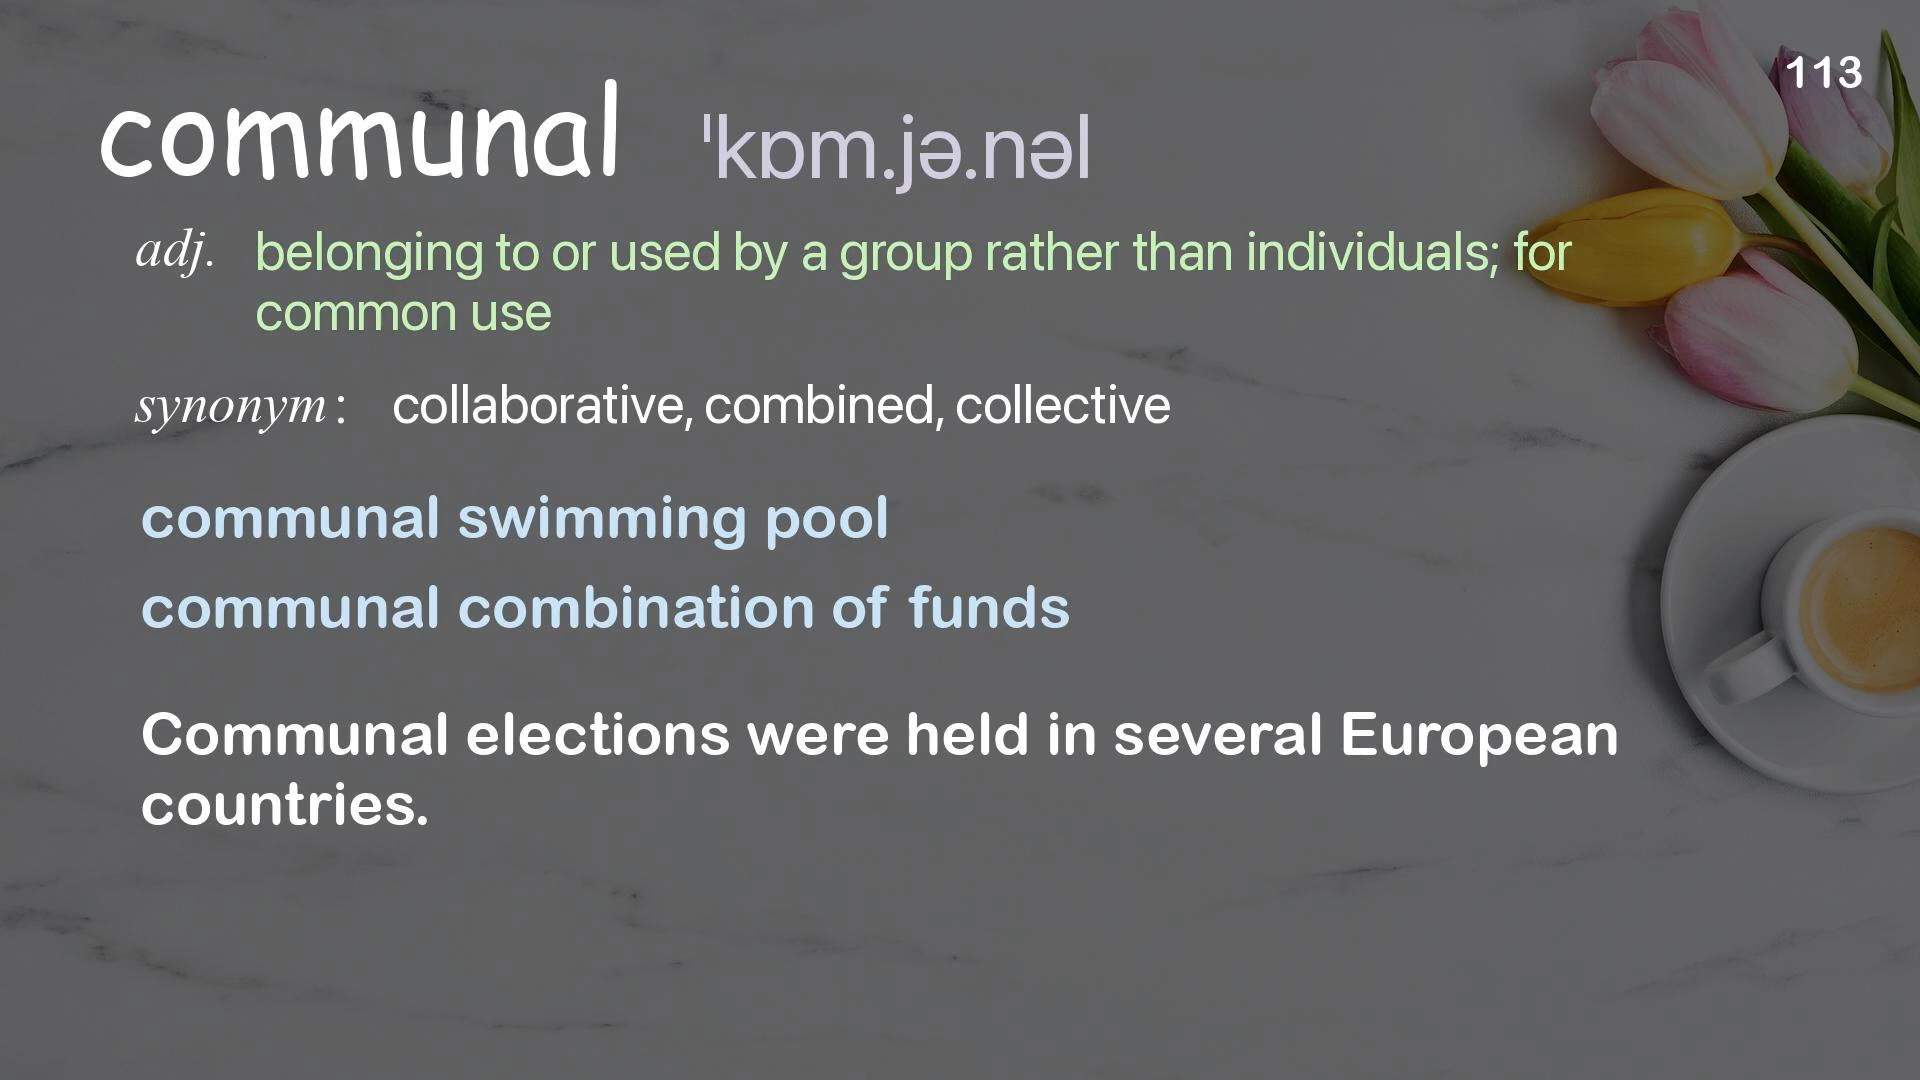 113
communal ˈkɒm.jə.nəl
adj. belonging to or used by a group rather than individuals; for
common use
synonym : collaborative, combined, collective
communal swimming pool
communal combination of funds
Communal elections were held in several European
countries.